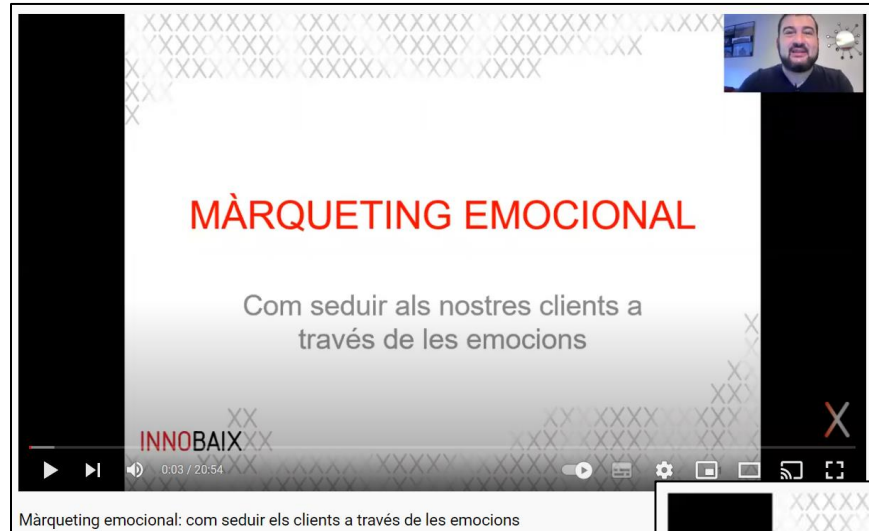 MÀRQUETING EMOCIONAL
Com seduir als nostres clients a
través de les emocions
INNOBAIX
X
0:03 / 20:54
Màrqueting emocional: com seduir els clients a través de les emocions